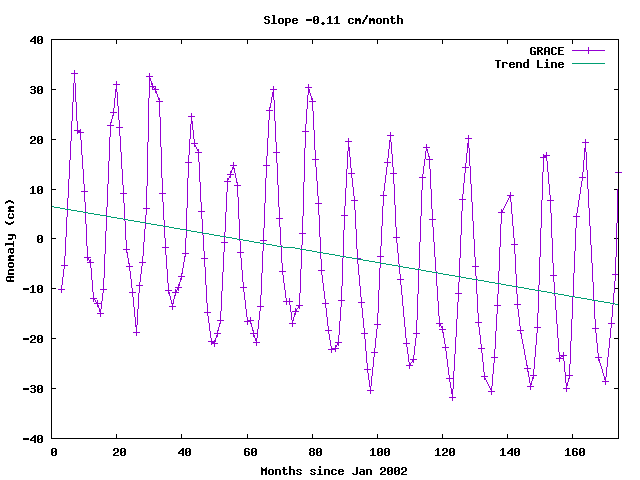 Slope -0.11 cm/month
40
GRACE
Trend Line
30
20
10
0
-10
-20
-30
-40
Anomaly (cm)
0 20 40 60 80 100 120 140 160
Months since Jan 2002